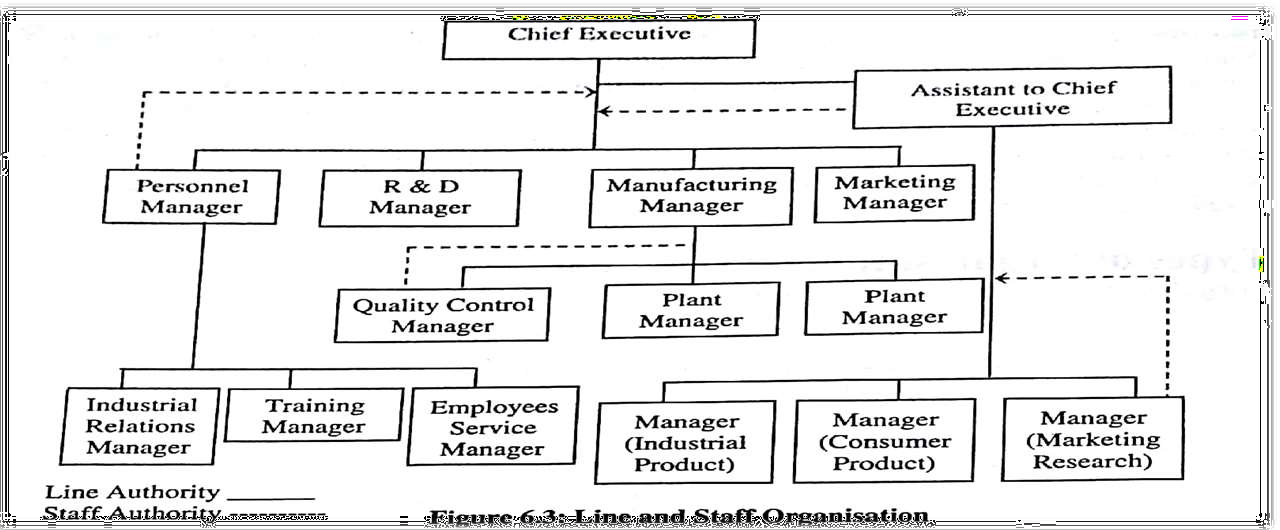 Chief Executive
Assistant to Chief
Executive
Personnel
Manager
R & D
Manager
Manufacturing
Manager
Marketing
Manager
Quality Control
Manager
Plant
Manager
Plant
Manager
Industrial
Relations
Manager
Training
Manager
Employees
Service
Manager
Manager
(Industrial
Product)
Manager
(Consumer
Product)
Manager
(Marketing
Research)
Line Authority
Staff Authority
Figure 6.3: Line and Staff Organisation